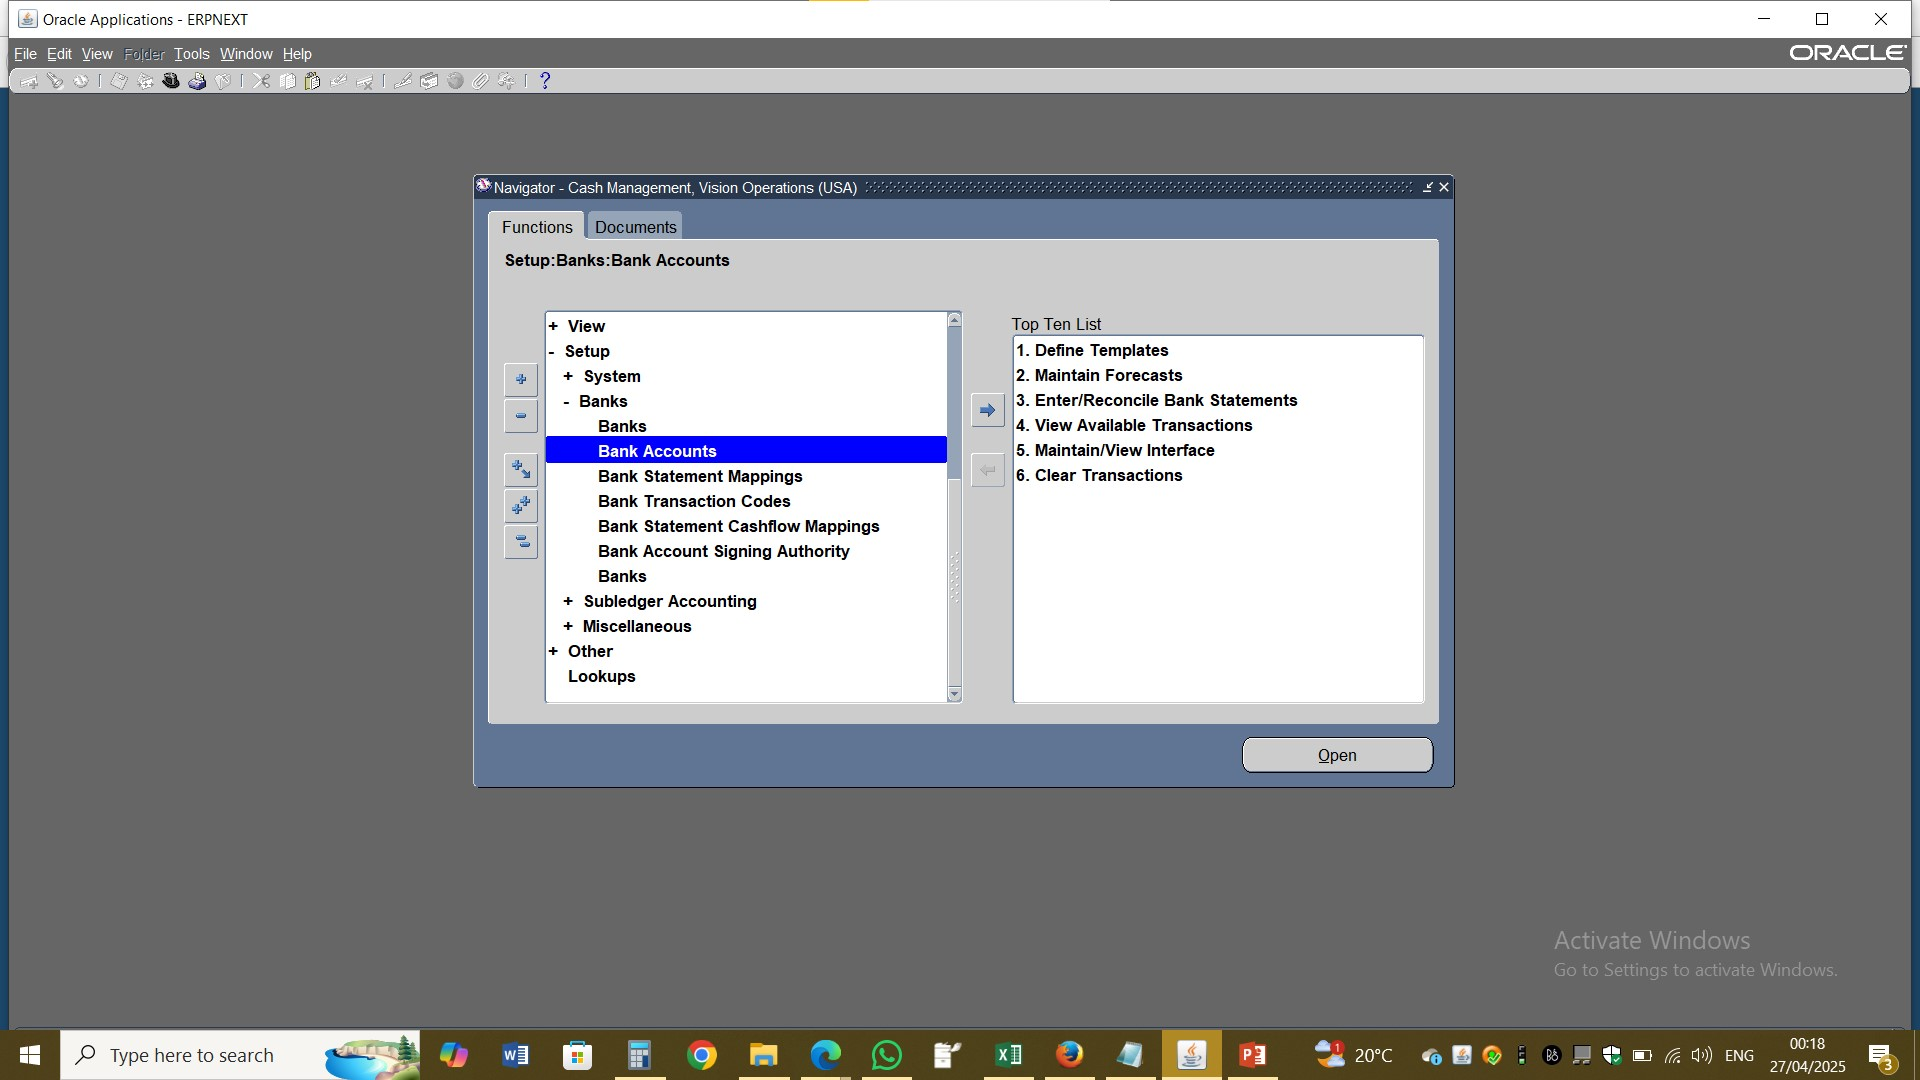 Oracle Applications - ERPNEXT
File Edit View Folder Tools Window Help
ORACLE
?
Navigator - Cash Management, Vision Operations (USA)
Functions Documents
Setup:Banks:Bank Accounts
+ View
- Setup
+ System
- Banks
Banks
Bank Accounts
Bank Statement Mappings
Bank Transaction Codes
Bank Statement Cashflow Mappings
Bank Account Signing Authority
Banks
+ Subledger Accounting
+ Miscellaneous
+ Other
Lookups
Top Ten List
1. Define Templates
2. Maintain Forecasts
3. Enter/Reconcile Bank Statements
4. View Available Transactions
5. Maintain/View Interface
6. Clear Transactions
Open
Activate Windows
Go to Settings to activate Windows.
Type here to search
1
20°C
ENG
00:18
27/04/2025
3